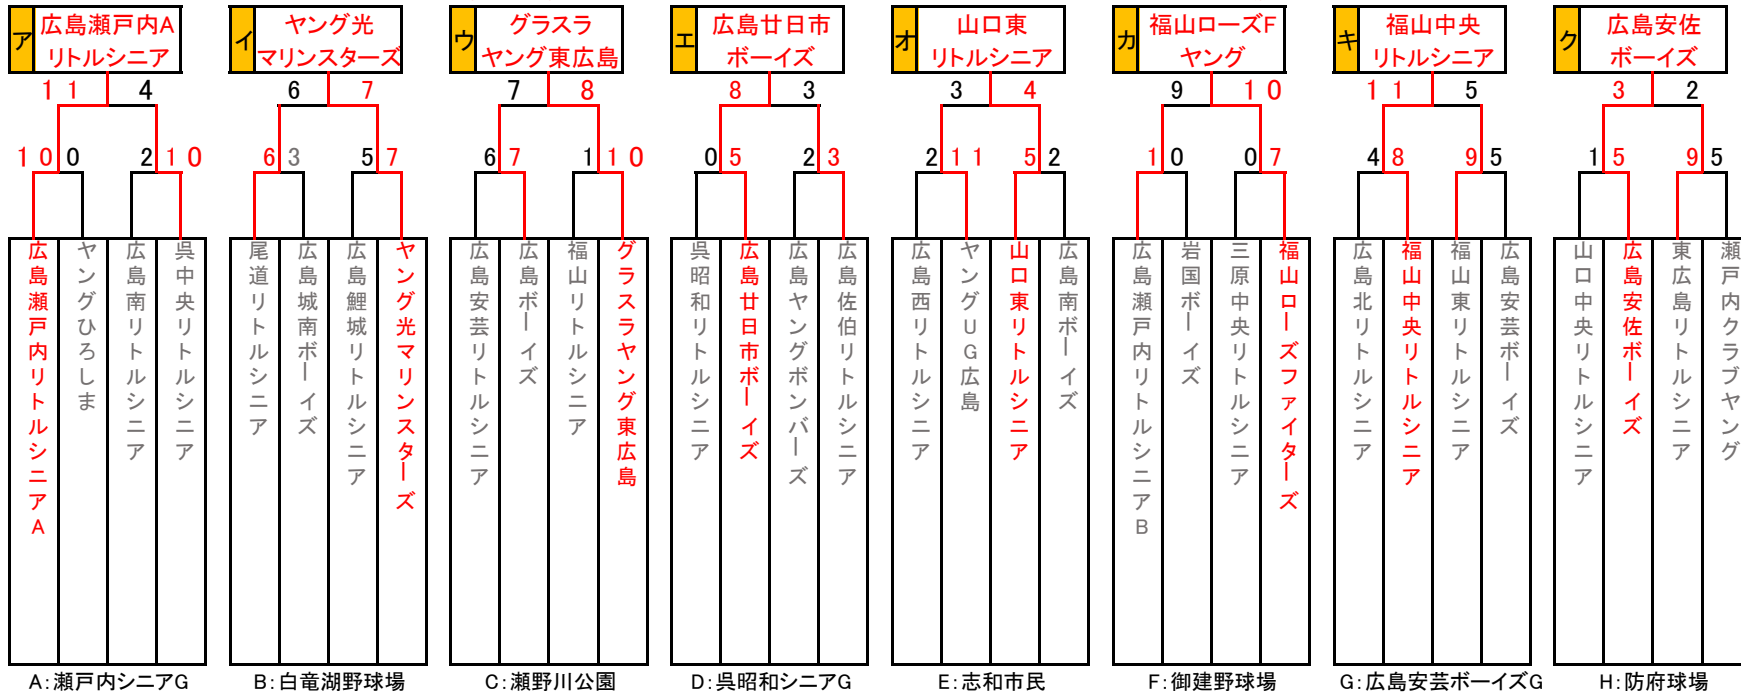 ア 広島瀬戸内A
リトルシニア
イ ヤング光
マリンスターズ
ウ グラスラ
ヤング東広島
エ 広島廿日市
ボーイズ
オ 山口東
リトルシニア
カ 福山ローズF
ヤング
キ 福山中央
リトルシニア
ク 広島安佐
ボーイズ
11 4 6 7 7 8 8 3 3 4 9 10 11 5 3 2
10 0 2 10 6 3 5 7 6 7 1 10 0 5 2 3 2 11 5 2 1 0 0 7 4 8 9 5 1 5 9 5
広島瀬戸内リトルシニアA
ヤングひろしま
広島南リトルシニア
呉中央リトルシニア
尾道リトルシニア
広島城南ボーイズ
広島鯉城リトルシニア
ヤング光マリンスターズ
広島安芸リトルシニア
広島ボーイズ
福山リトルシニア
グラスラヤング東広島
呉昭和リトルシニア
広島廿日市ボーイズ
広島ヤングボンバーズ
広島佐伯リトルシニア
広島西リトルシニア
ヤングUG広島
山口東リトルシニア
広島南ボーイズ
広島瀬戸内リトルシニアB
岩国ボーイズ
三原中央リトルシニア
福山ローズファイターズ
広島北リトルシニア
福山中央リトルシニア
福山東リトルシニア
広島安芸ボーイズ
山口中央リトルシニア
広島安佐ボーイズ
東広島リトルシニア
瀬戸内クラブヤング
A:瀬戸内シニアG
B:白竜湖野球場
C:瀬野川公園
D:呉昭和シニアG
E:志和市民
F:御建野球場
G:広島安芸ボーイズG
H:防府球場